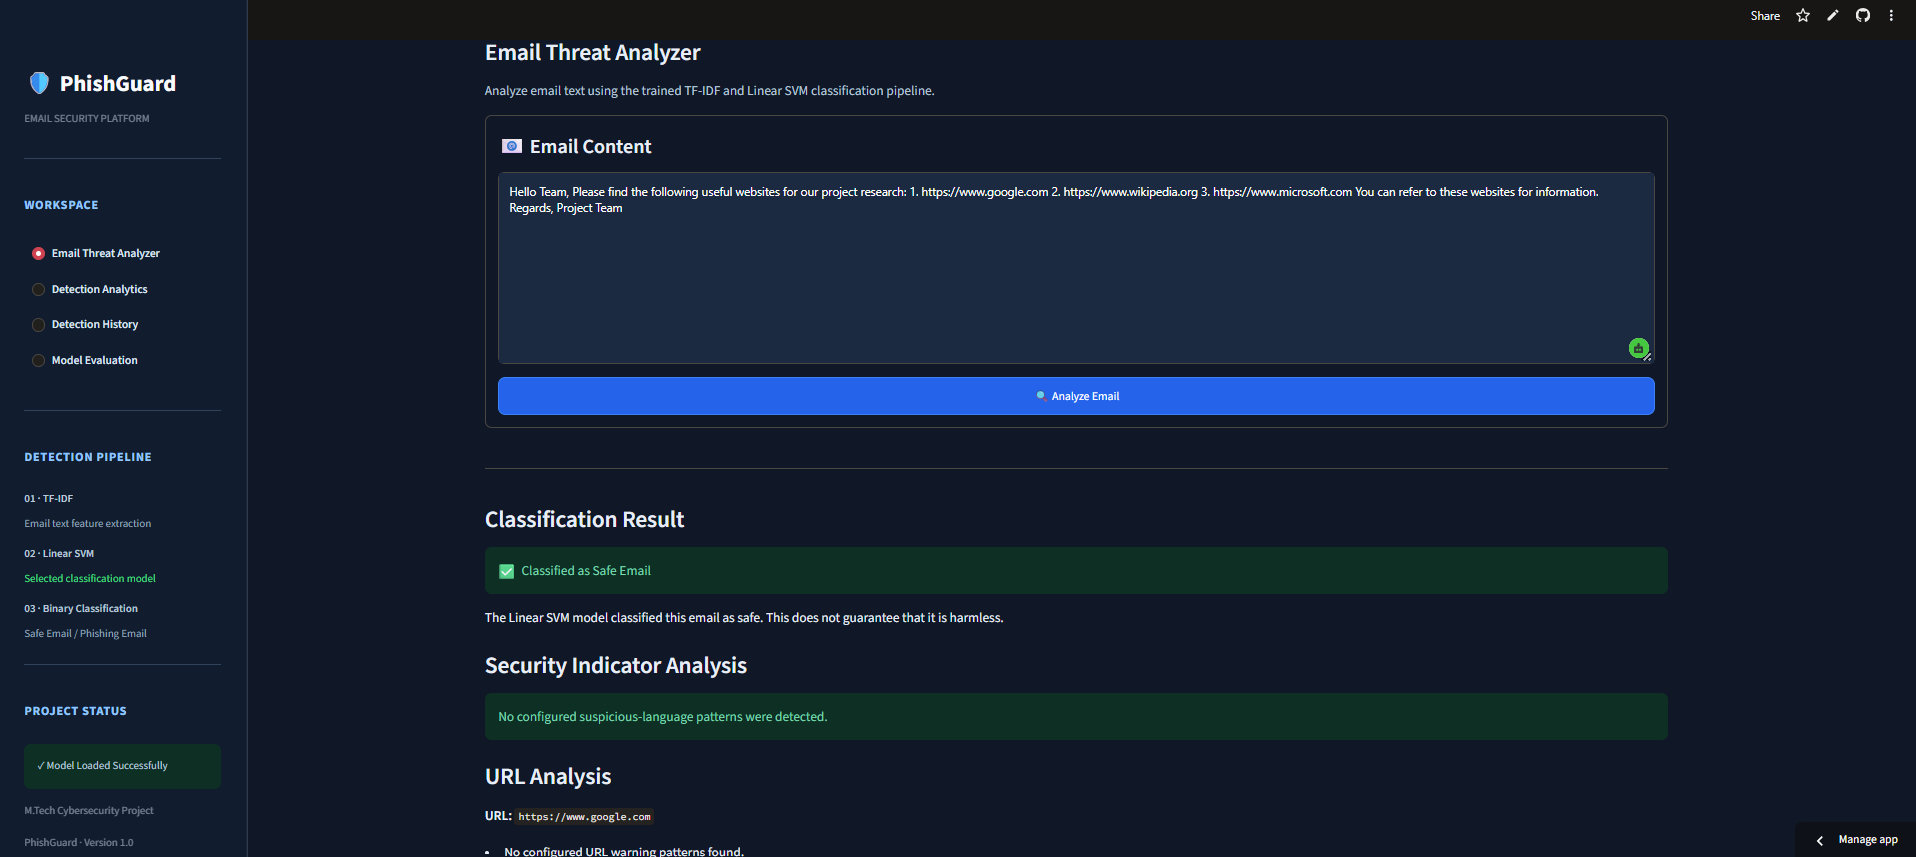 Share
PhishGuard
EMAIL SECURITY PLATFORM
WORKSPACE
Email Threat Analyzer
Detection Analytics
Detection History
Model Evaluation
DETECTION PIPELINE
01 · TF-IDF
Email text feature extraction
02 · Linear SVM
Selected classification model
03 · Binary Classification
Safe Email / Phishing Email
PROJECT STATUS
✓ Model Loaded Successfully
M.Tech Cybersecurity Project
PhishGuard · Version 1.0
Email Threat Analyzer
Analyze email text using the trained TF-IDF and Linear SVM classification pipeline.
Email Content
Hello Team, Please find the following useful websites for our project research: 1. https://www.google.com 2. https://www.wikipedia.org 3. https://www.microsoft.com You can refer to these websites for information.
Regards, Project Team
Analyze Email
Classification Result
Classified as Safe Email
The Linear SVM model classified this email as safe. This does not guarantee that it is harmless.
Security Indicator Analysis
No configured suspicious-language patterns were detected.
URL Analysis
URL: https://www.google.com
• No configured URL warning patterns found.
Manage app